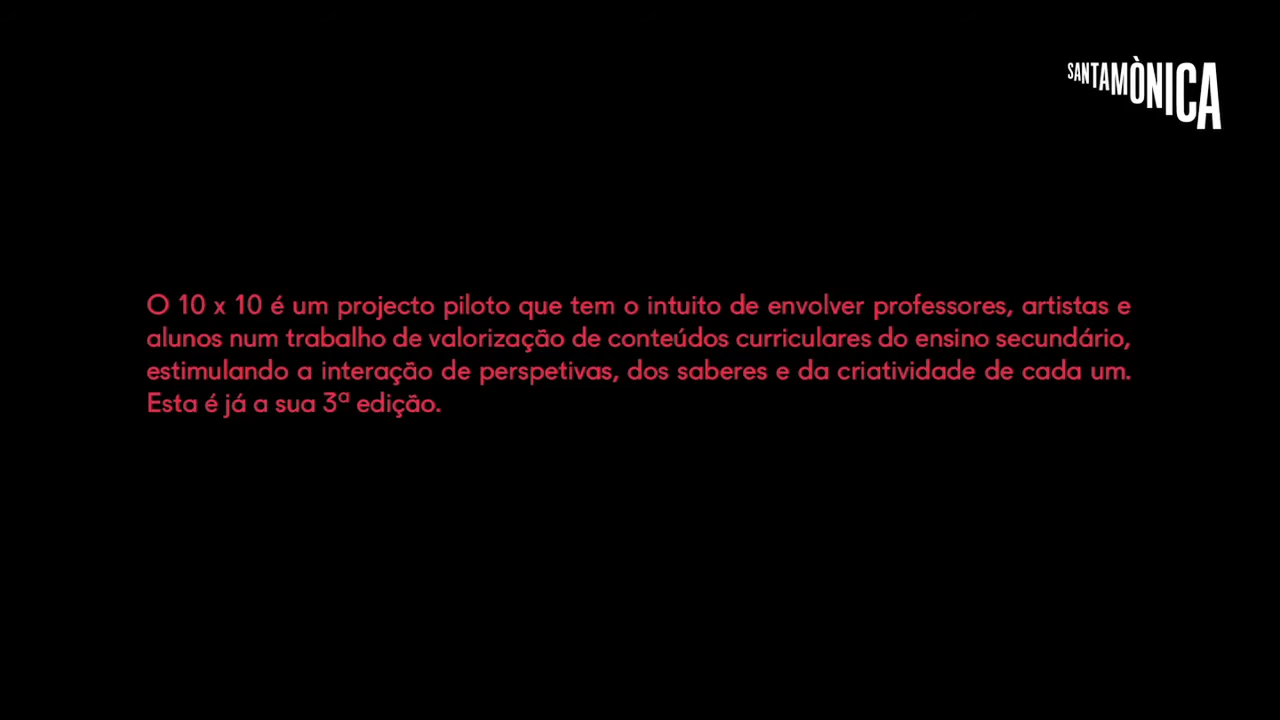 SANTAMÒNICA
O 10 x 10 é um projecto piloto que tem o intuito de envolver professores, artistas e
alunos num trabalho de valorização de conteúdos curriculares do ensino secundário,
estimulando a interação de perspetivas, dos saberes e da criatividade de cada um.
Esta é já a sua 3ª edição.